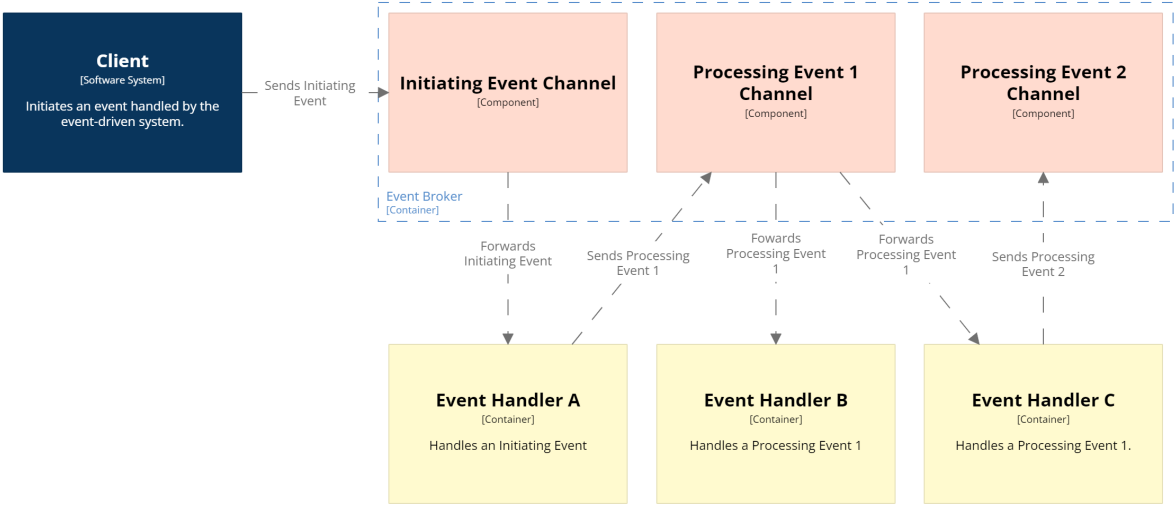 Client
[Software System]
Initiates an event handled by the
event-driven system.
Sends Initiating
Event
Initiating Event Channel
[Component]
Processing Event 1
Channel
[Component]
Processing Event 2
Channel
[Component]
Event Broker
[Container]
Forwards
Initiating Event
Sends Processing
Event 1
Fowards
Processing Event
1
Forwards
Processing Event
1
Sends Processing
Event 2
Event Handler A
[Container]
Handles an Initiating Event
Event Handler B
[Container]
Handles a Processing Event 1
Event Handler C
[Container]
Handles a Processing Event 1.